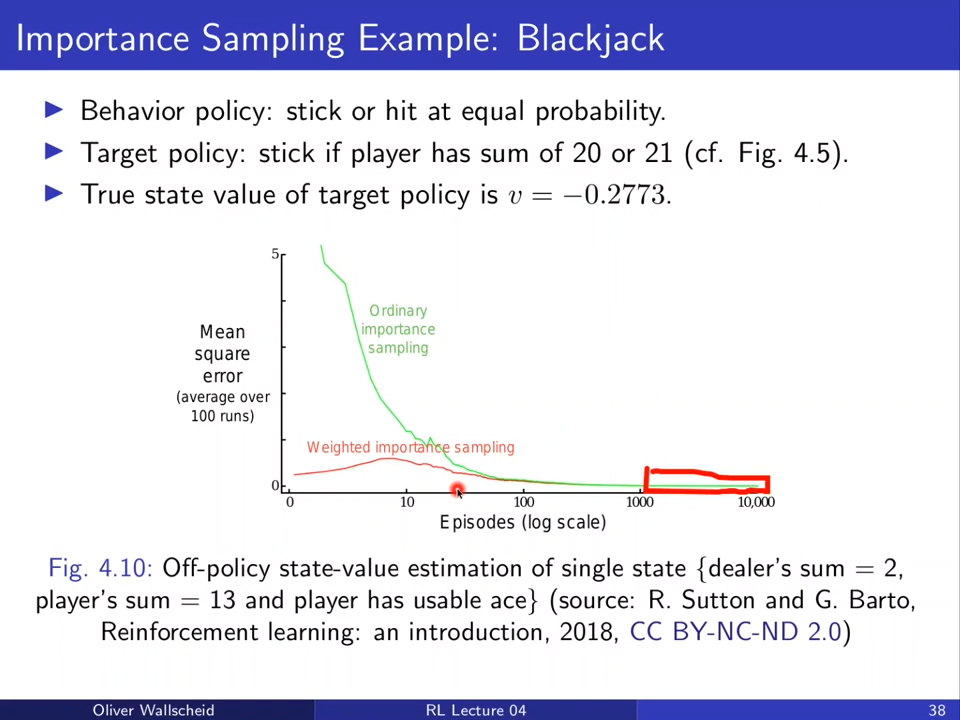 Importance Sampling Example: Blackjack
Behavior policy: stick or hit at equal probability.
Target policy: stick if player has sum of 20 or 21 (cf. Fig. 4.5).
True state value of target policy is v = −0.2773.
5
Ordinary
importance
sampling
Mean
square
error
(average over
100 runs)
Weighted importance sampling
0
0 10 100 1000 10,000
Episodes (log scale)
Fig. 4.10: Off-policy state-value estimation of single state {dealer's sum = 2,
player's sum = 13 and player has usable ace} (source: R. Sutton and G. Barto,
Reinforcement learning: an introduction, 2018, CC BY-NC-ND 2.0)
Oliver Wallscheid RL Lecture 04 38